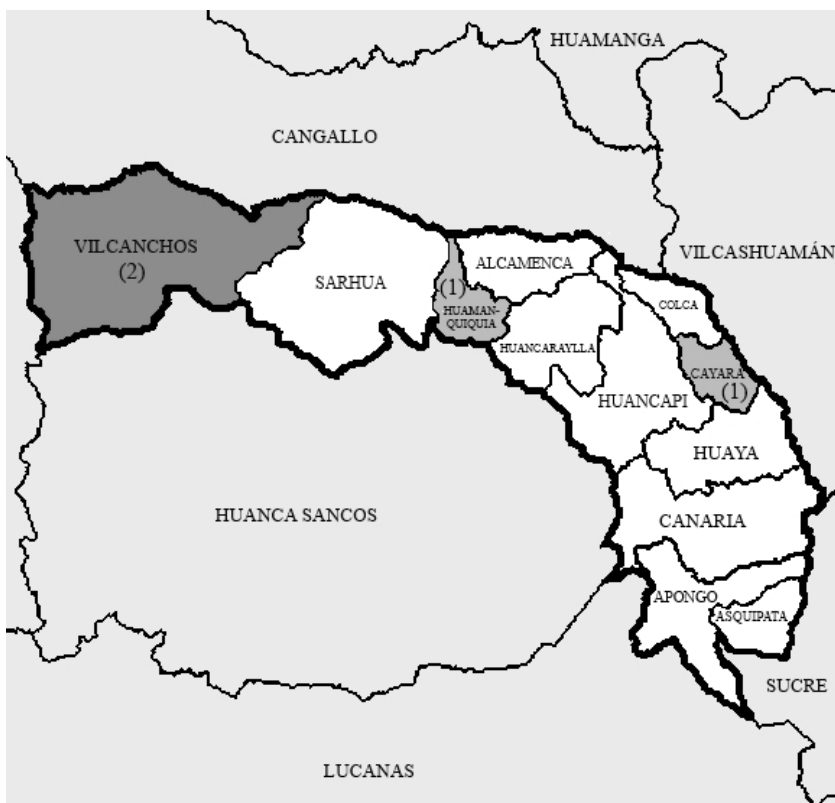 HUAMANGA
CANGALLO
VILCANCHOS
(2)
VILCASHUAMÁN
ALCAMENCA
SARHUA
(1)
HUAMAN-
QUIQUIA
COLCA
HUANCARAYLLA
CAYARA
(1)
HUANCAPI
HUAYA
HUANCA SANCOS
CANARIA
APONGO
ASQUIPATA
SUCRE
LUCANAS